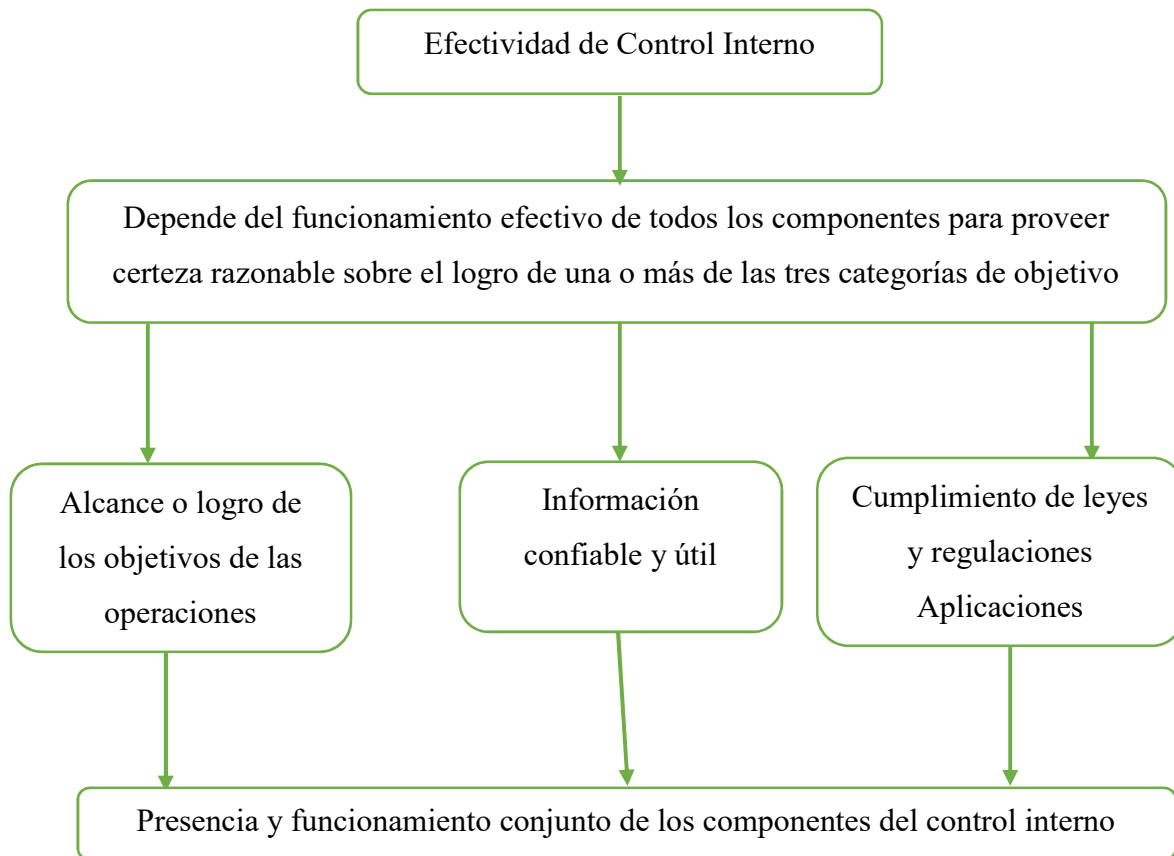 Efectividad de Control Interno
Depende del funcionamiento efectivo de todos los componentes para proveer
certeza razonable sobre el logro de una o más de las tres categorías de objetivo
Alcance o logro de
los objetivos de las
operaciones
Información
confiable y útil
Cumplimiento de leyes
y regulaciones
Aplicaciones
Presencia y funcionamiento conjunto de los componentes del control interno